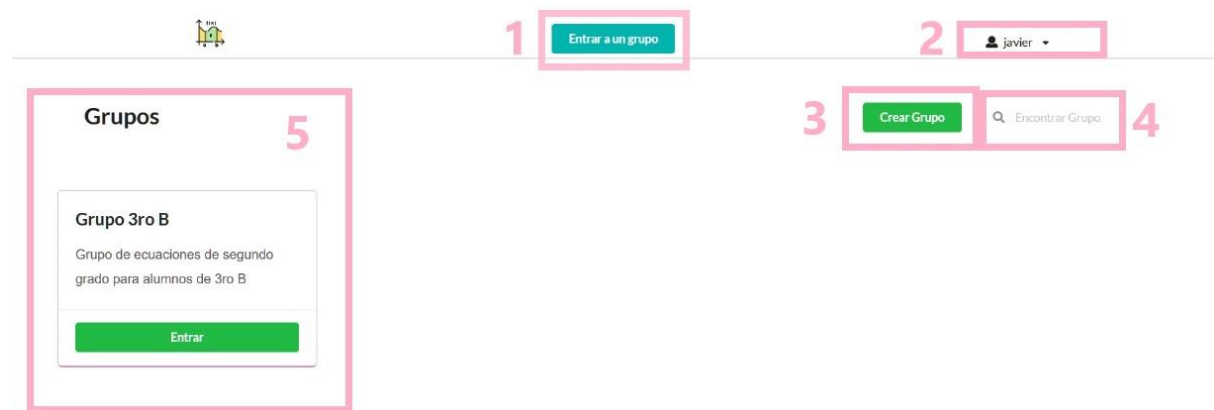 1
Entrar a un grupo
2
javier
Grupos
5
3
Crear Grupo
Encontrar Grupo
4
Grupo 3ro B
Grupo de ecuaciones de segundo
grado para alumnos de 3ro B
Entrar